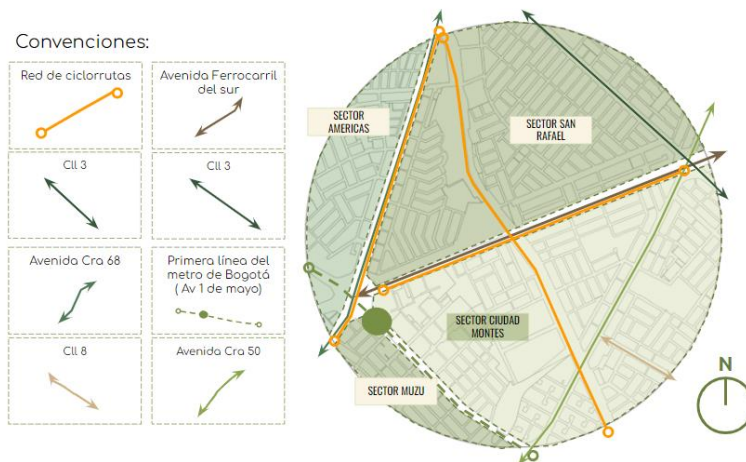 Convenciones:
Red de ciclorrutas
Avenida Ferrocarril
del sur
Cll 3
Cll 3
Avenida Cra 68
Primera línea del
metro de Bogotá
( Av 1 de mayo)
Cll 8
Avenida Cra 50
SECTOR
AMERICAS
SECTOR SAN
RAFAEL
SECTOR CIUDAD
MONTES
SECTOR MUZU
N